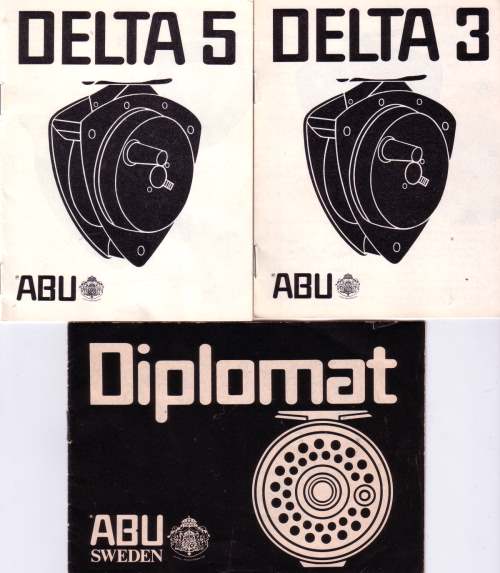 DELTA 5
ABU
DELTA 3
ABU
Diplomat
ABU
SWEDEN